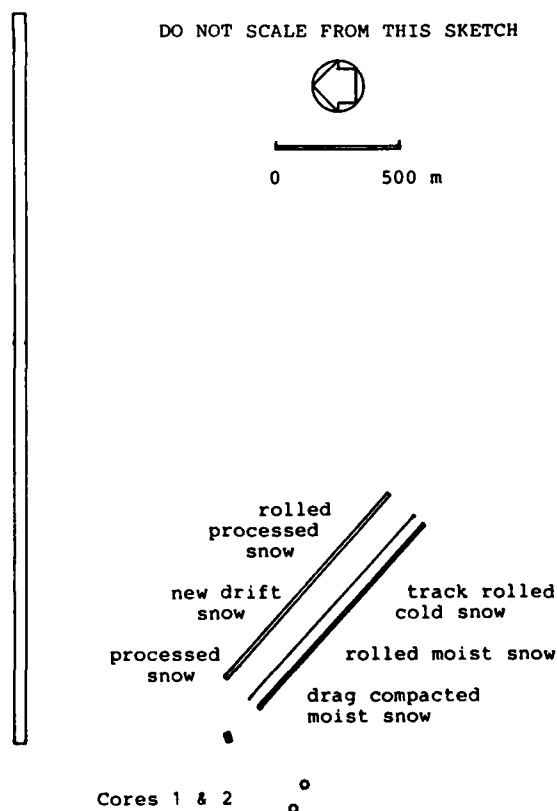 DO NOT SCALE FROM THIS SKETCH
0 500 m
rolled
processed
snow
new drift
snow
processed
snow
track rolled
cold snow
rolled moist snow
drag compacted
moist snow
Cores 1 & 2